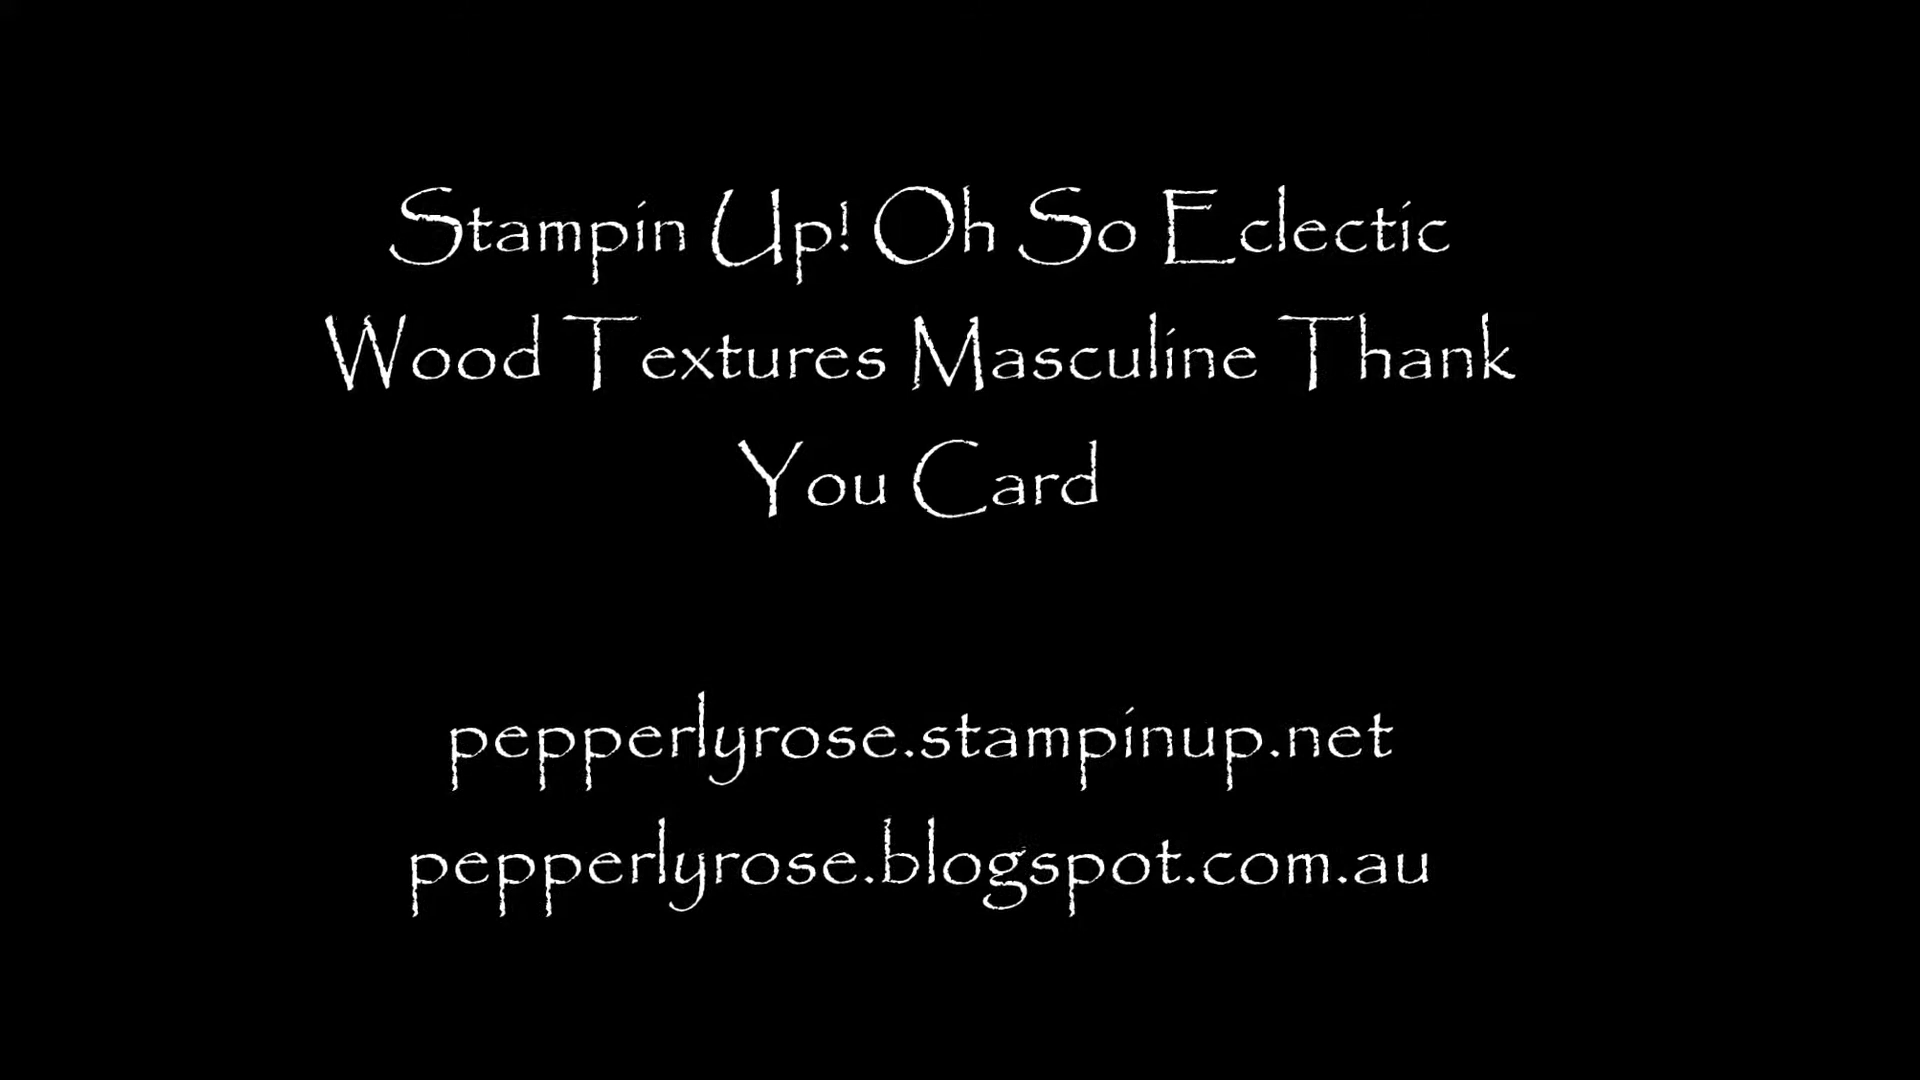 Stampin Up! Oh So Eclectic
Wood Textures Masculine Thank
You Card
pepperlyrose.stampinup.net
pepperlyrose.blogspot.com.au